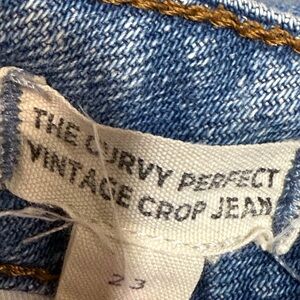 THE CURVY PERFECT
VINTAGE CROP JEAN
23